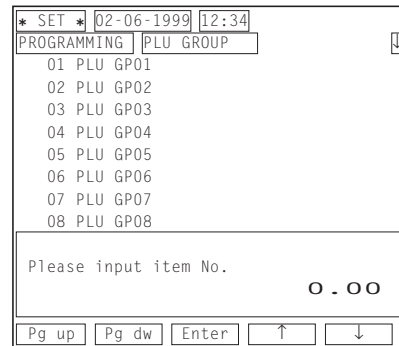 * SET * 02-06-1999 12:34
PROGRAMMING PLU GROUP ↓
01 PLU GP01
02 PLU GP02
03 PLU GP03
04 PLU GP04
05 PLU GP05
06 PLU GP06
07 PLU GP07
08 PLU GP08
Please input item No.
0.00
Pg up Pg dw Enter ↑ ↓